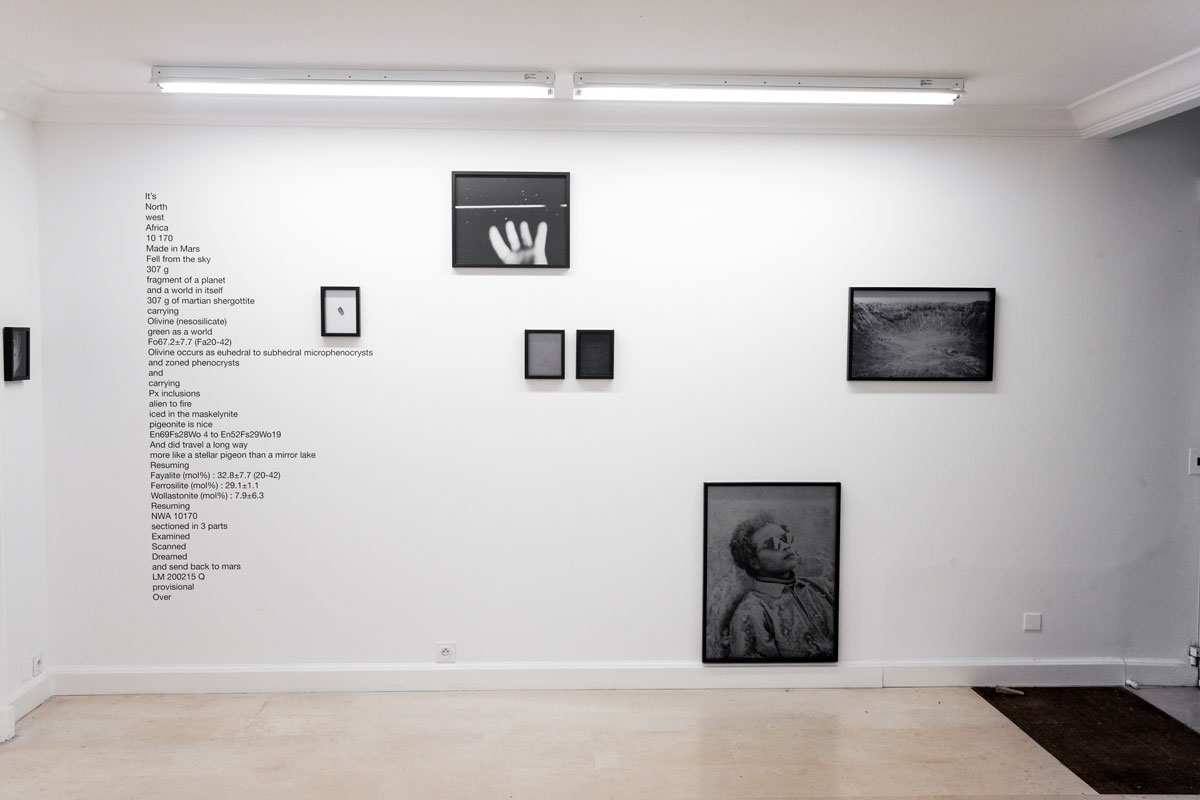 It's
North
west
Africa
10 170
Made in Mars
Fell from the sky
307 g
fragment of a planet
and a world in itself
307 g of martian shergottite
carrying
Olivine (nesosilicate)
green as a world
Fo67.2±7.7 (Fa20-42)
Olivine occurs as euhedral to subhedral microphenocrysts
and zoned phenocrysts
and
carrying
Px inclusions
alien to fire
iced in the maskelynite
pigeonite is nice
En69Fs28Wo 4 to En52Fs29Wo19
And did travel a long way
more like a stellar pigeon than a mirror lake
Resuming
Fayalite (mol%) : 32.8±7.7 (20-42)
Ferrosilite (mol%) : 29.1±1.1
Wollastonite (mol%) : 7.9±6.3
Resuming
NWA 10170
sectioned in 3 parts
Examined
Scanned
Dreamed
and send back to mars
LM 200215 Q
provisional
Over